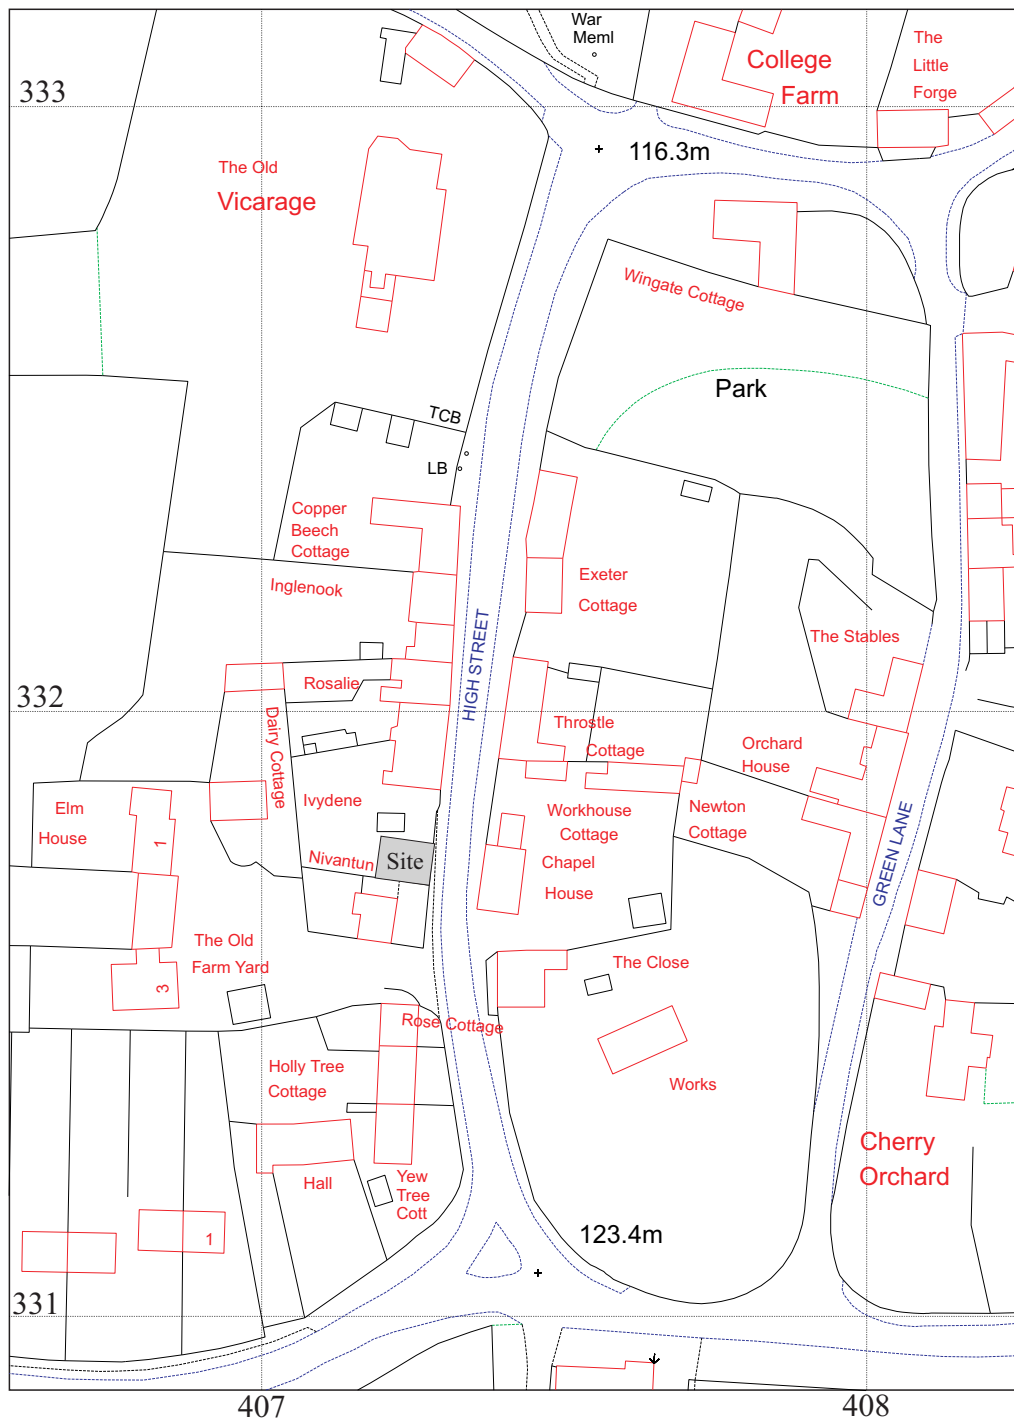 War
Meml
College
Farm
The
Little
Forge
333
116.3m
The Old
Vicarage
Wingate Cottage
Park
TCB
LB
Copper
Beech
Cottage
Inglenook
Exeter
Cottage
The Stables
HIGH STREET
Rosalie
332
Dairy Cottage
Throstle
Cottage
Orchard
House
Elm
House
1
Ivydene
Workhouse
Cottage
Newton
Cottage
GREEN LANE
Nivantun
Site
Chapel
House
The Old
Farm Yard
3
The Close
Rose Cottage
Holly Tree
Cottage
Works
Cherry
Orchard
Hall
Yew
Tree
Cott
1
123.4m
331
407
408